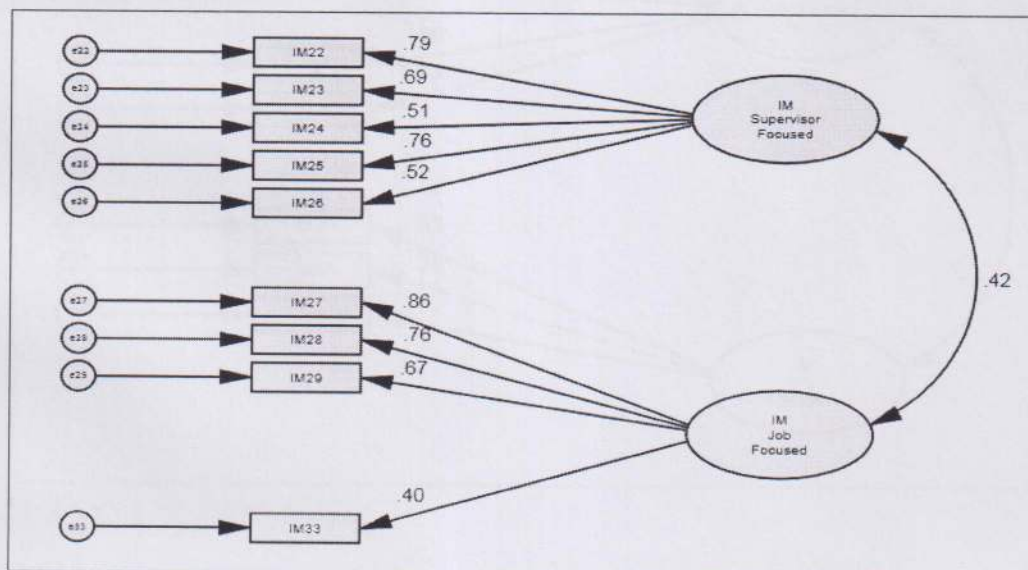 e22
IM22
.79
e23
IM23
.69
e24
IM24
.51
e25
IM25
.76
e26
IM26
.52
IM
Supervisor
Focused
.42
e27
IM27
.86
e28
IM28
.76
e29
IM29
.67
IM
Job
Focused
e33
IM33
.40